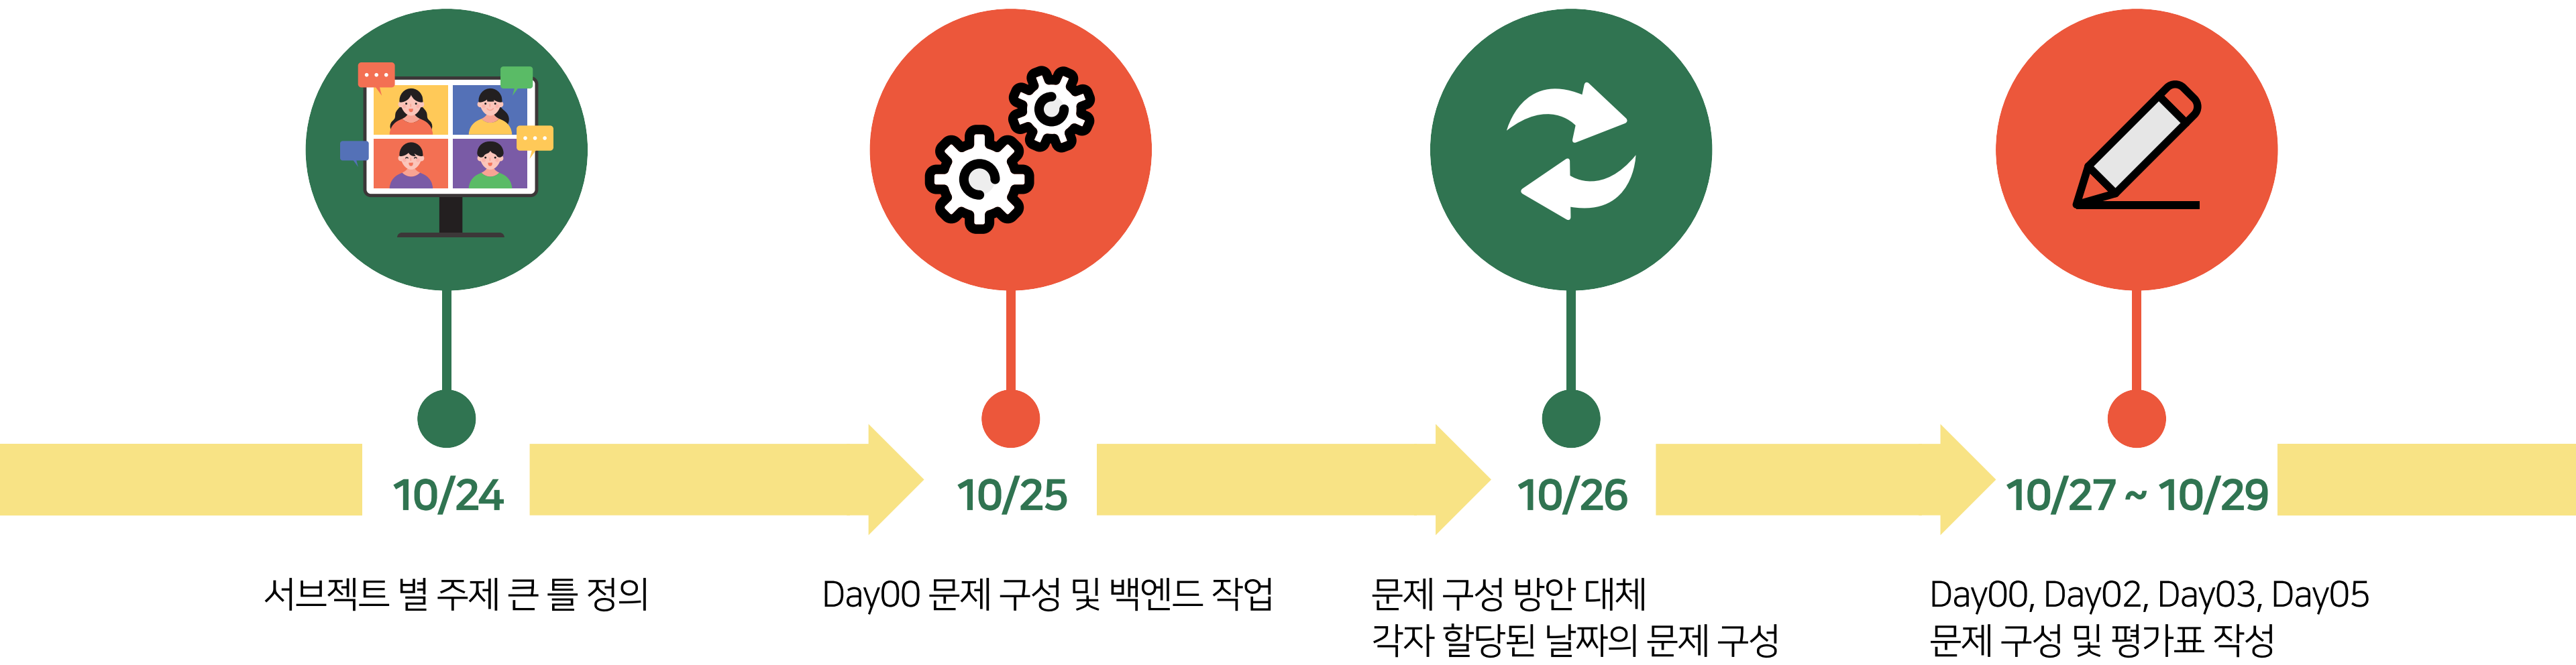 10/24
서브젝트 별 주제 큰 틀 정의
10/25
Day00 문제 구성 및 백엔드 작업
10/26
문제 구성 방안 대체
각자 할당된 날짜의 문제 구성
10/27 ~ 10/29
Day00, Day02, Day03, Day05
문제 구성 및 평가표 작성